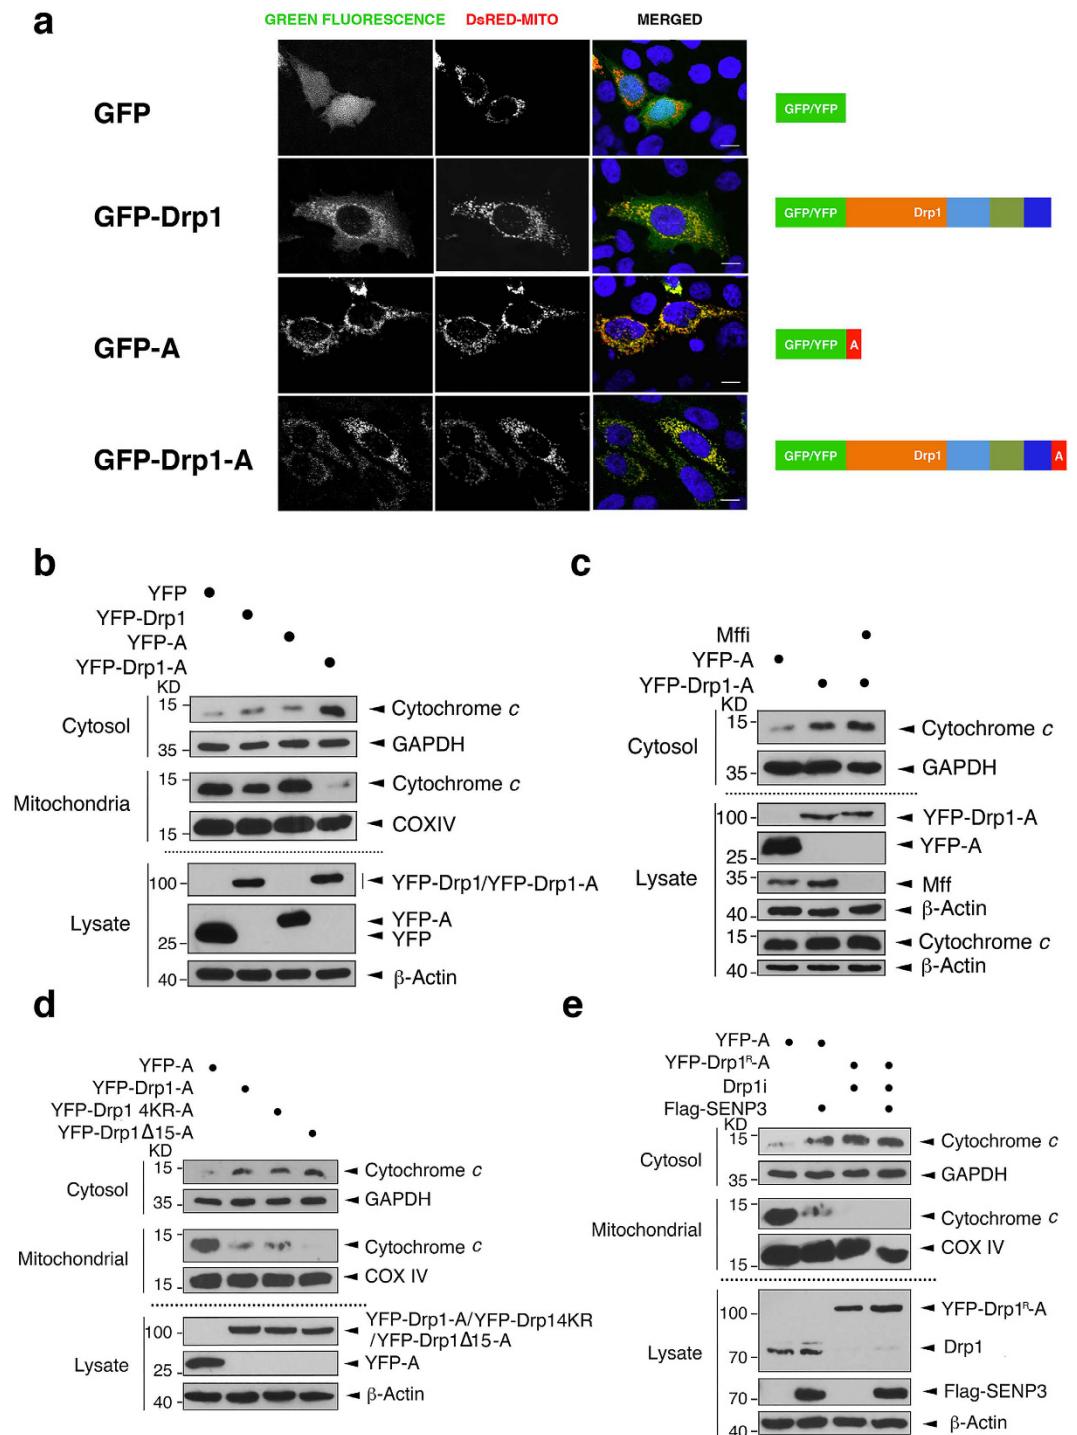 a
GREEN FLUORESCENCE DsRED-MITO MERGED
GFP
GFP/YFP
GFP-Drp1
GFP/YFP Drp1
GFP-A
GFP/YFP A
GFP-Drp1-A
GFP/YFP Drp1 A
b
YFP
YFP-Drp1
YFP-A
YFP-Drp1-A
KD
Cytosol
15
Cytochrome c
35
GAPDH
Mitochondria
15
Cytochrome c
15
COXIV
Lysate
100
YFP-Drp1/YFP-Drp1-A
YFP-A
25
YFP
40
β-Actin
c
Mffi
YFP-A
YFP-Drp1-A
KD
Cytosol
15
Cytochrome c
35
GAPDH
Lysate
100
YFP-Drp1-A
YFP-A
25
35
Mff
40
β-Actin
15
Cytochrome c
40
β-Actin
d
YFP-A
YFP-Drp1-A
YFP-Drp1 4KR-A
YFP-Drp1Δ15-A
KD
Cytosol
15
Cytochrome c
35
GAPDH
Mitochondrial
15
Cytochrome c
15
COX IV
Lysate
100
YFP-Drp1-A/YFP-Drp14KR
/YFP-Drp1Δ15-A
25
YFP-A
40
β-Actin
e
YFP-A
YFP-Drp1ᴿ-A
Drp1i
Flag-SENP3
KD
Cytosol
15
Cytochrome c
35
GAPDH
Mitochondrial
15
Cytochrome c
COX IV
15
Lysate
100
YFP-Drp1ᴿ-A
70
Drp1
70
Flag-SENP3
40
β-Actin